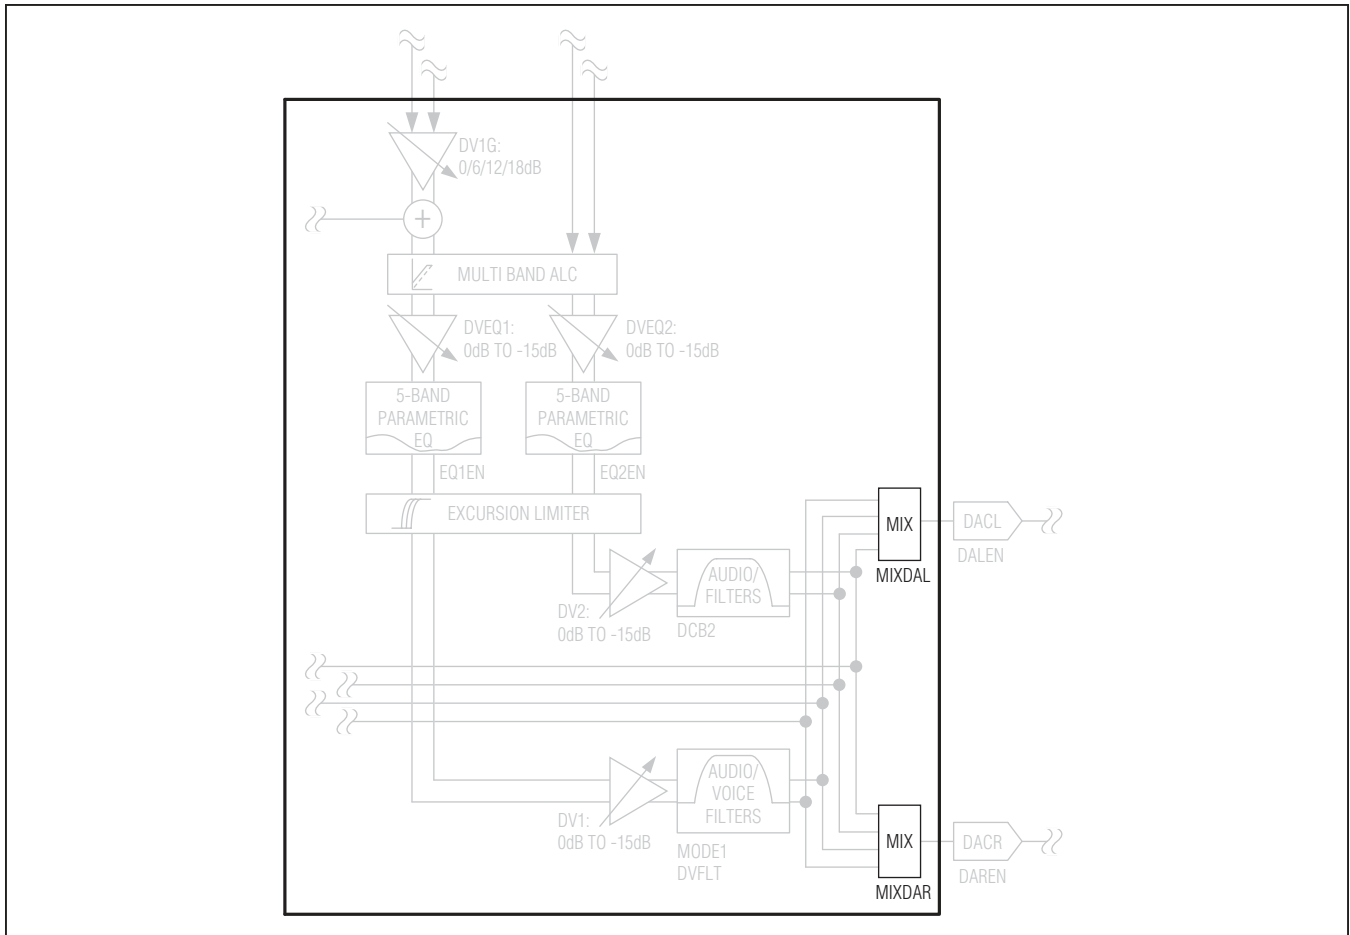 DV1G:
0/6/12/18dB
+
MULTI BAND ALC
DVEQ1:
0dB TO -15dB
DVEQ2:
0dB TO -15dB
5-BAND
PARAMETRIC
EQ
5-BAND
PARAMETRIC
EQ
EQ1EN
EQ2EN
EXCURSION LIMITER
MIX
DACL
DALEN
MIXDAL
AUDIO/
FILTERS
DV2:
0dB TO -15dB
DCB2
AUDIO/
VOICE
FILTERS
DV1:
0dB TO -15dB
MODE1
DVFLT
MIX
DACR
DAREN
MIXDAR